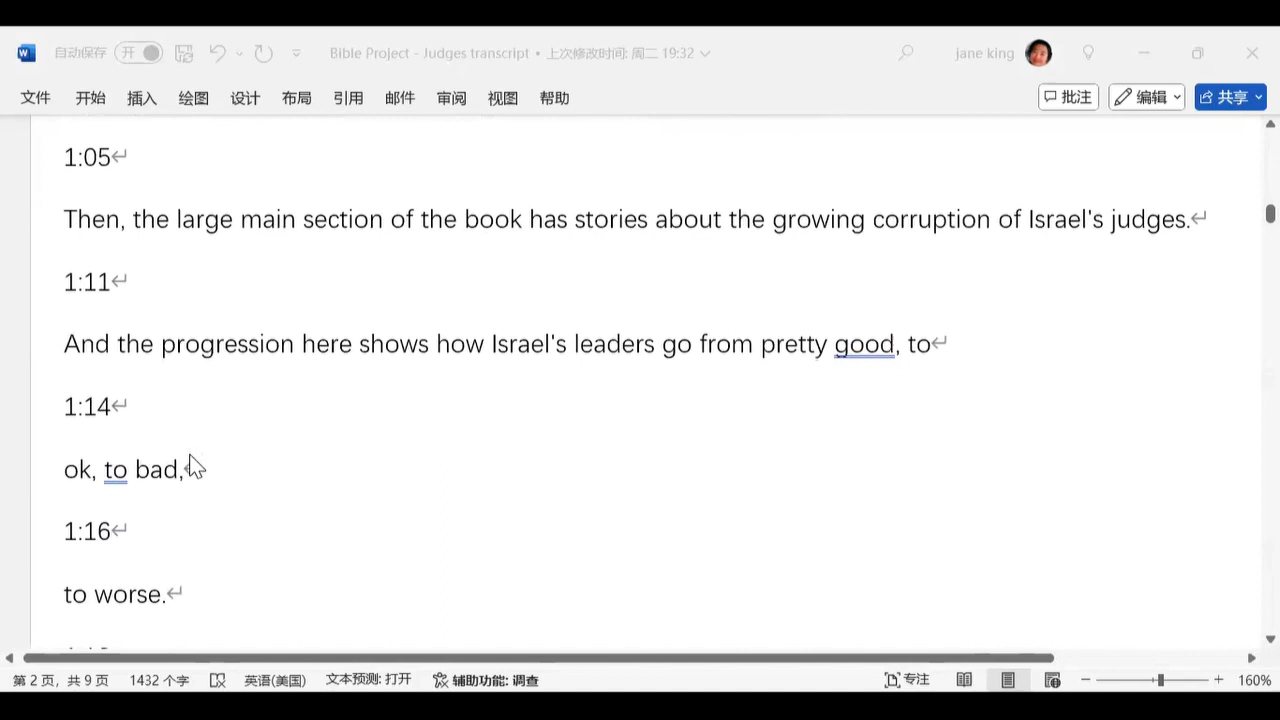 自动保存 开 Bible Project - Judges transcript • 上次修改时间: 周二 19:32 jane king
文件 开始 插入 绘图 设计 布局 引用 邮件 审阅 视图 帮助 批注 编辑 共享
1:05
Then, the large main section of the book has stories about the growing corruption of Israel's judges.
1:11
And the progression here shows how Israel's leaders go from pretty good, to
1:14
ok, to bad,
1:16
to worse.
第 2 页，共 9 页 1432 个字 英语(美国) 文本预测: 打开 辅助功能: 调查 专注 160%